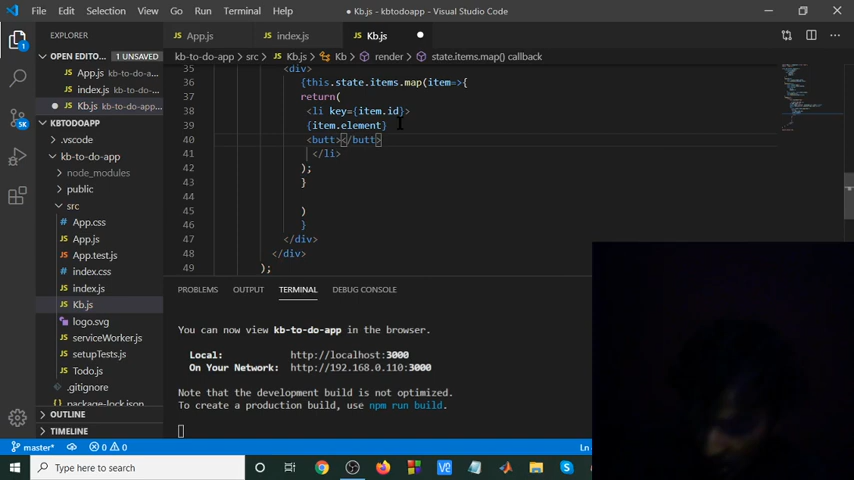 File Edit Selection View Go Run Terminal Help
● Kb.js - kbtodoapp - Visual Studio Code
EXPLORER
App.js
index.js
Kb.js
OPEN EDITO... 1 UNSAVED
App.js kb-to-do-a...
index.js kb-to-do-a...
Kb.js kb-to-do-app...
KBTODOAPP
.vscode
kb-to-do-app
node_modules
public
src
App.css
App.js
App.test.js
index.css
index.js
Kb.js
logo.svg
serviceWorker.js
setupTests.js
Todo.js
.gitignore
package-lock.json
OUTLINE
TIMELINE
kb-to-do-app > src > Kb.js > Kb > render > state.items.map() callback
35 <div>
36 {this.state.items.map(item=>{
37 return(
38 <li key={item.id}>
39 {item.element}
40 <butt></butt>
41 </li>
42 );
43 }
44
45 )
46 }
47 </div>
48 </div>
49 );
PROBLEMS OUTPUT TERMINAL DEBUG CONSOLE
You can now view kb-to-do-app in the browser.
Local: http://localhost:3000
On Your Network: http://192.168.0.110:3000
Note that the development build is not optimized.
To create a production build, use npm run build.
master* 0 0 Ln
Type here to search